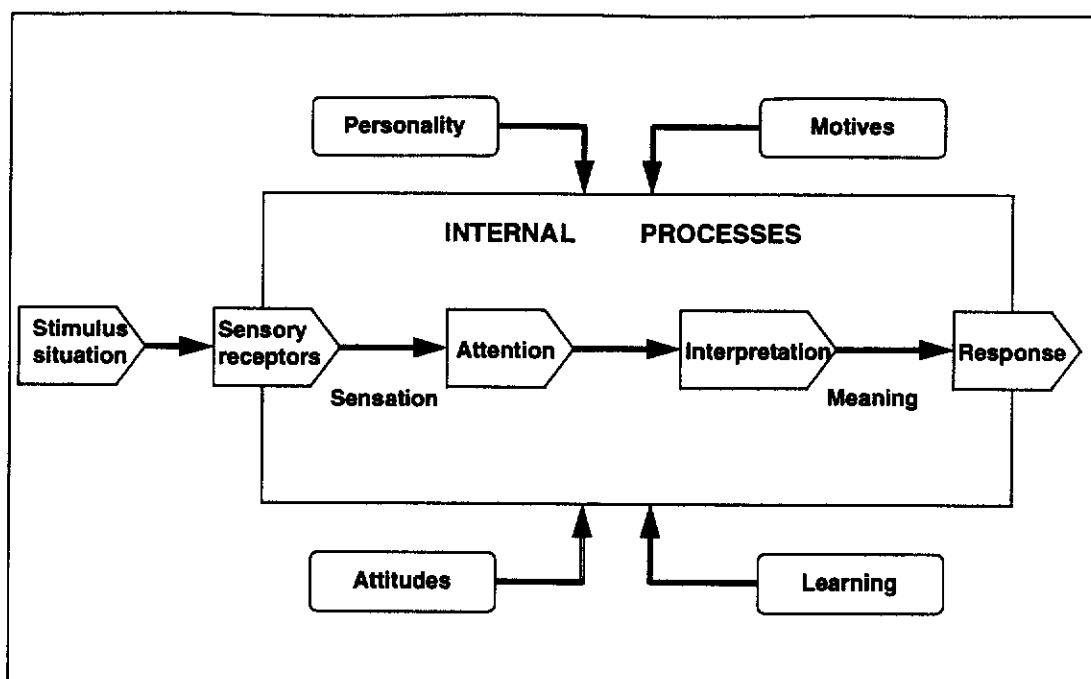 Personality
Motives
INTERNAL PROCESSES
Stimulus
situation
Sensory
receptors
Attention
Interpretation
Response
Sensation
Meaning
Attitudes
Learning